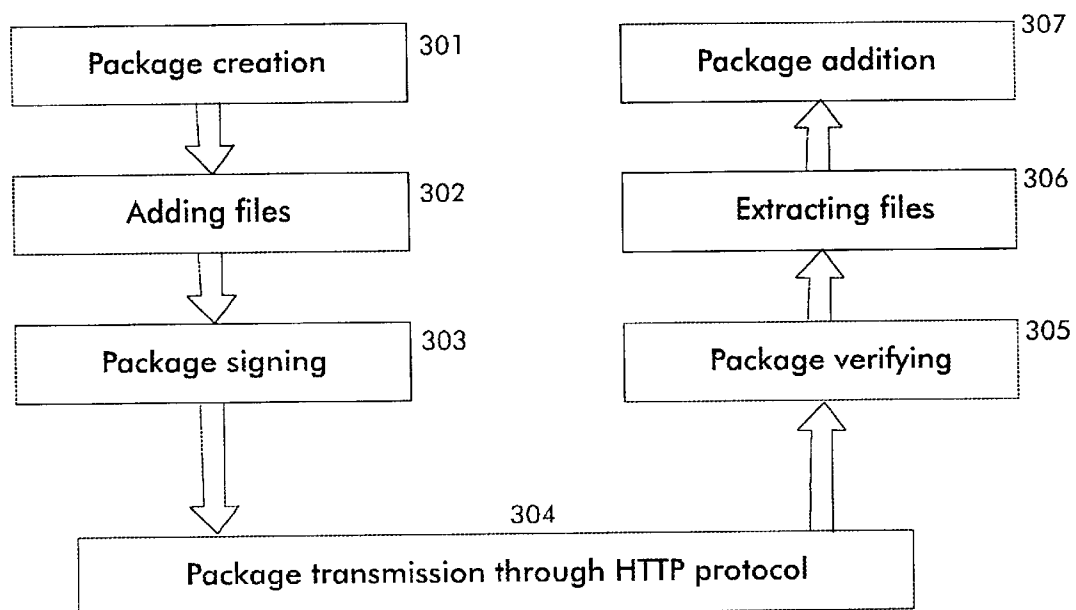 Package creation
301
Adding files
302
Package signing
303
304
Package transmission through HTTP protocol
Package verifying
305
Extracting files
306
Package addition
307